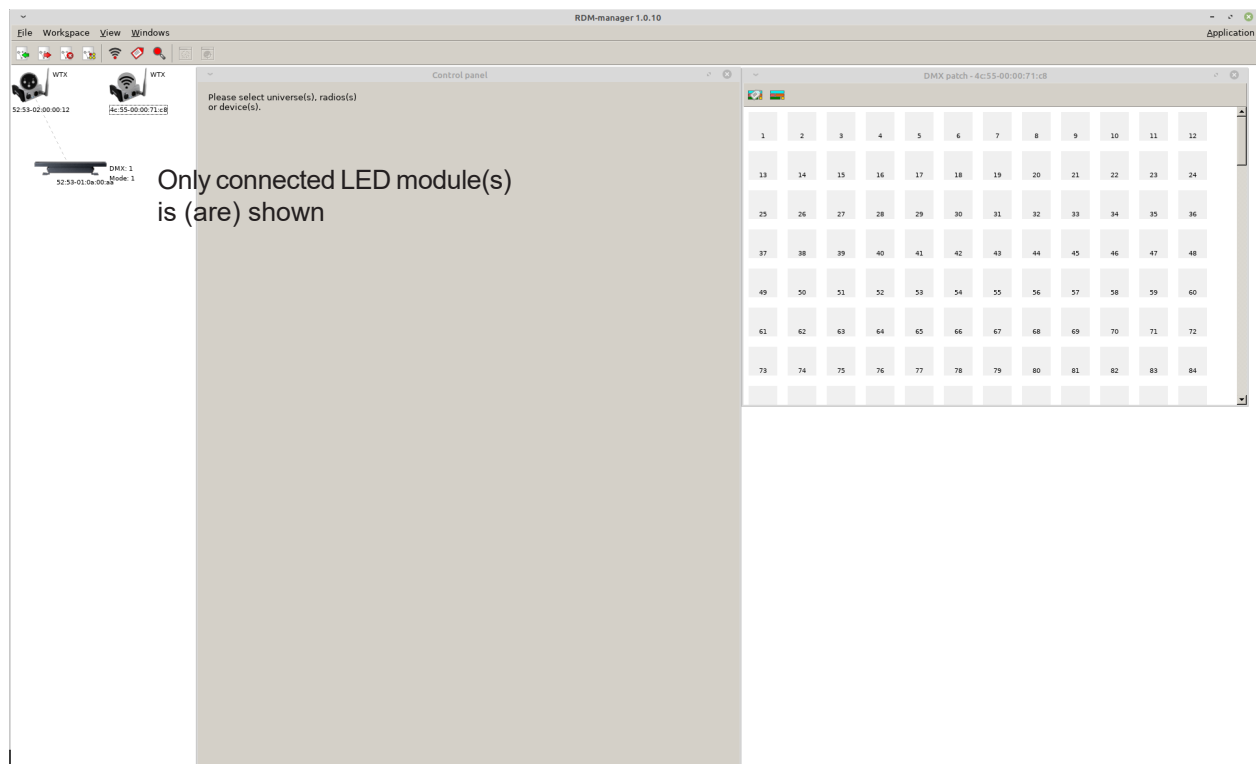 RDM-manager 1.0.10
File Workspace View Windows
Application
WTX
52:53-02:00:00:12
WTX
4c:55-00:00:71:c8
DMX: 1
Mode: 1
52:53-01:0a:00:aa
Control panel
Please select universe(s), radios(s)
or device(s).
Only connected LED module(s)
is (are) shown
DMX patch - 4c:55-00:00:71:c8
1 2 3 4 5 6 7 8 9 10 11 12
13 14 15 16 17 18 19 20 21 22 23 24
25 26 27 28 29 30 31 32 33 34 35 36
37 38 39 40 41 42 43 44 45 46 47 48
49 50 51 52 53 54 55 56 57 58 59 60
61 62 63 64 65 66 67 68 69 70 71 72
73 74 75 76 77 78 79 80 81 82 83 84